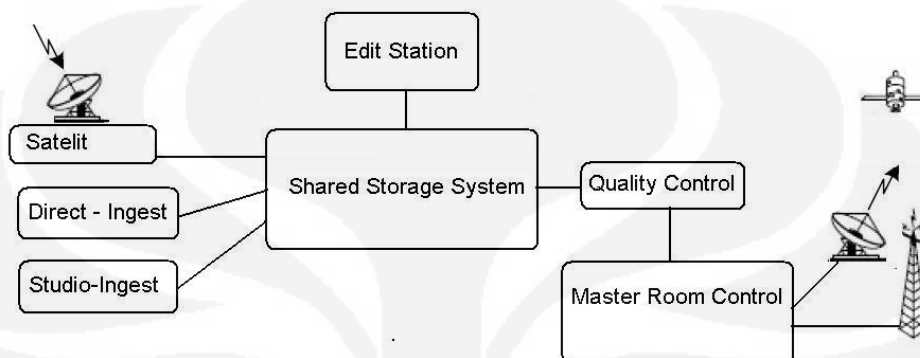 Edit Station
Satelit
Shared Storage System
Quality Control
Direct - Ingest
Studio-Ingest
Master Room Control